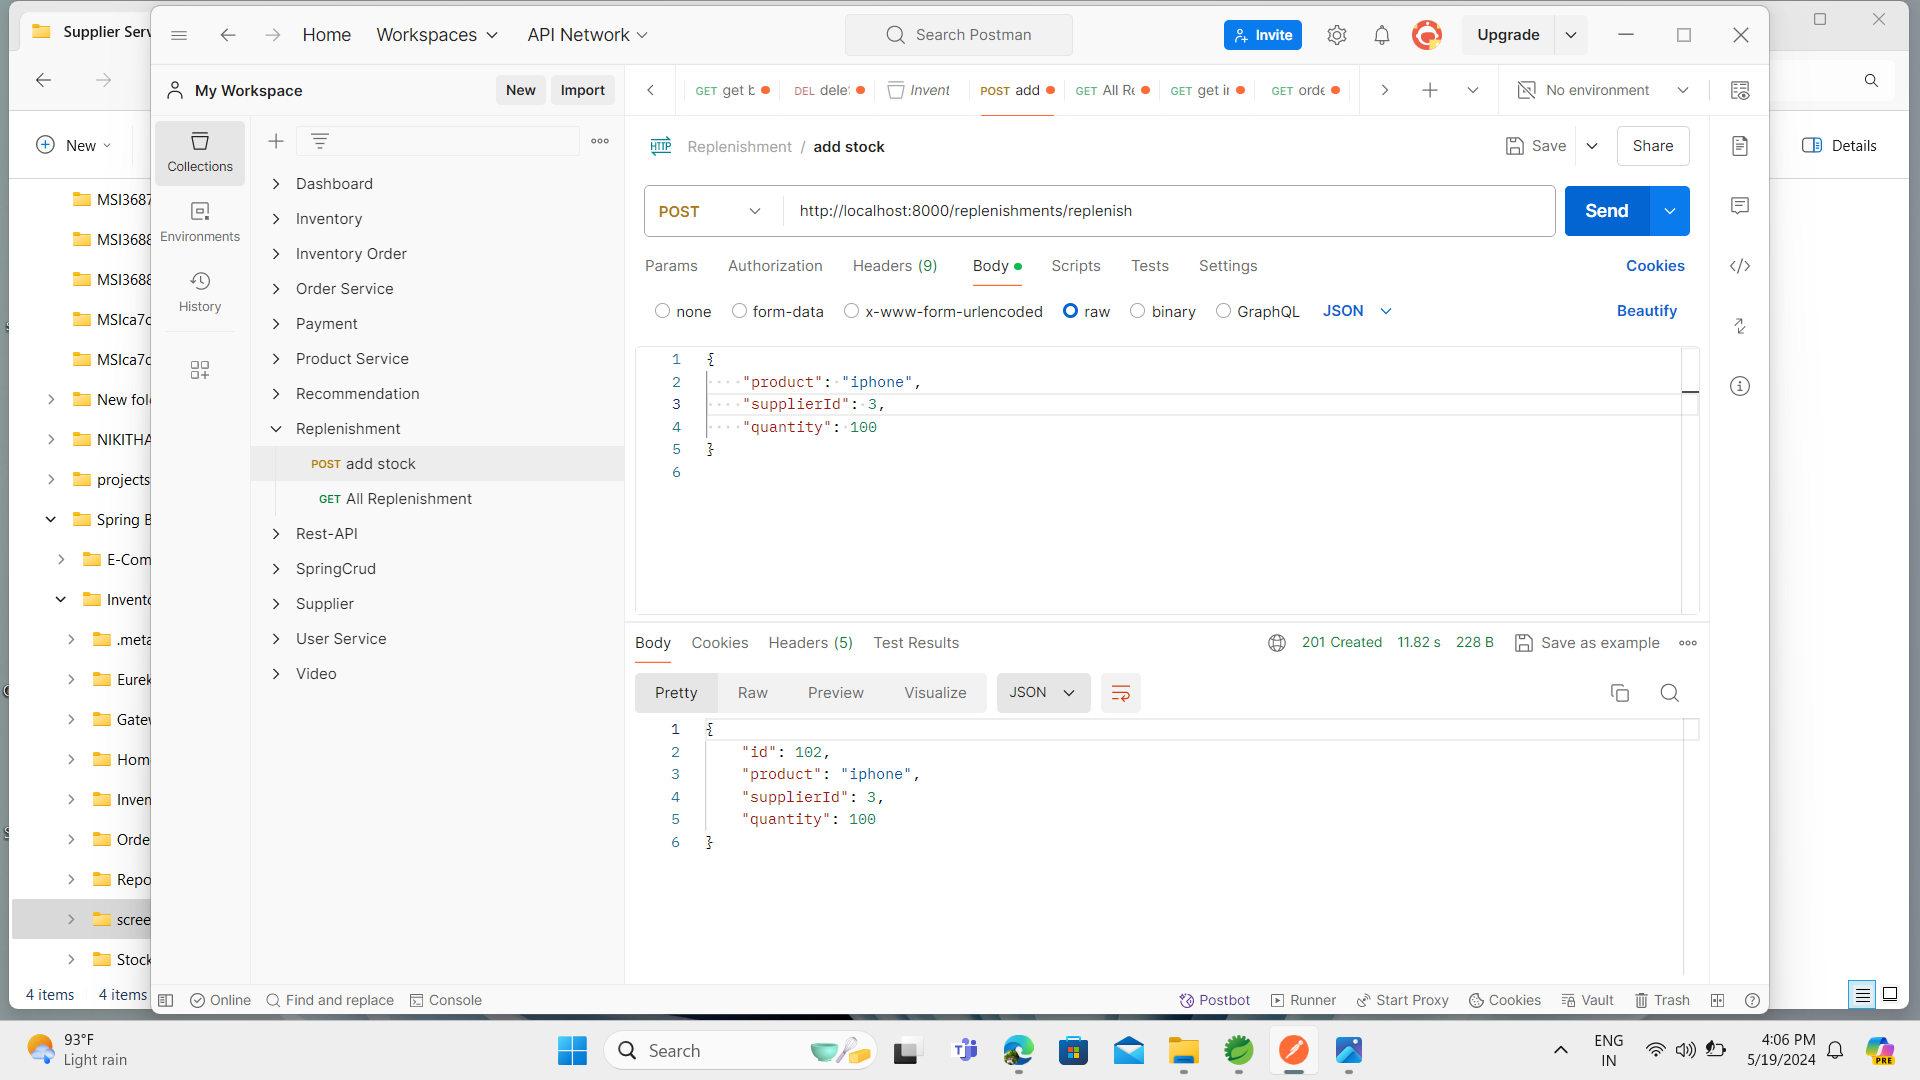 Supplier Serv
Home
Workspaces
API Network
Search Postman
Invite
Upgrade
My Workspace
New
Import
GET get b
DEL dele
Invent
POST add
GET All Re
GET get i
GET orde
No environment
New
Details
Collections
Environments
History
Dashboard
Inventory
Inventory Order
Order Service
Payment
Product Service
Recommendation
Replenishment
POST add stock
GET All Replenishment
Rest-API
SpringCrud
Supplier
User Service
Video
MSI3687
MSI3688
MSI3688
MSIca7c
MSIca7c
New fol
NIKITHA
projects
Spring B
E-Com
Invento
.meta
Eurek
Gatew
Hom
Inven
Orde
Repo
scree
Stock
4 items
4 items
HTTP
Replenishment / add stock
Save
Share
POST
http://localhost:8000/replenishments/replenish
Send
Params
Authorization
Headers (9)
Body
Scripts
Tests
Settings
Cookies
none
form-data
x-www-form-urlencoded
raw
binary
GraphQL
JSON
Beautify
1 {
2 "product": "iphone",
3 "supplierId": 3,
4 "quantity": 100
5 }
6
Body
Cookies
Headers (5)
Test Results
201 Created
11.82 s
228 B
Save as example
Pretty
Raw
Preview
Visualize
JSON
1 {
2 "id": 102,
3 "product": "iphone",
4 "supplierId": 3,
5 "quantity": 100
6 }
Online
Find and replace
Console
Postbot
Runner
Start Proxy
Cookies
Vault
Trash
93°F
Light rain
Search
ENG
IN
4:06 PM
5/19/2024
PRE